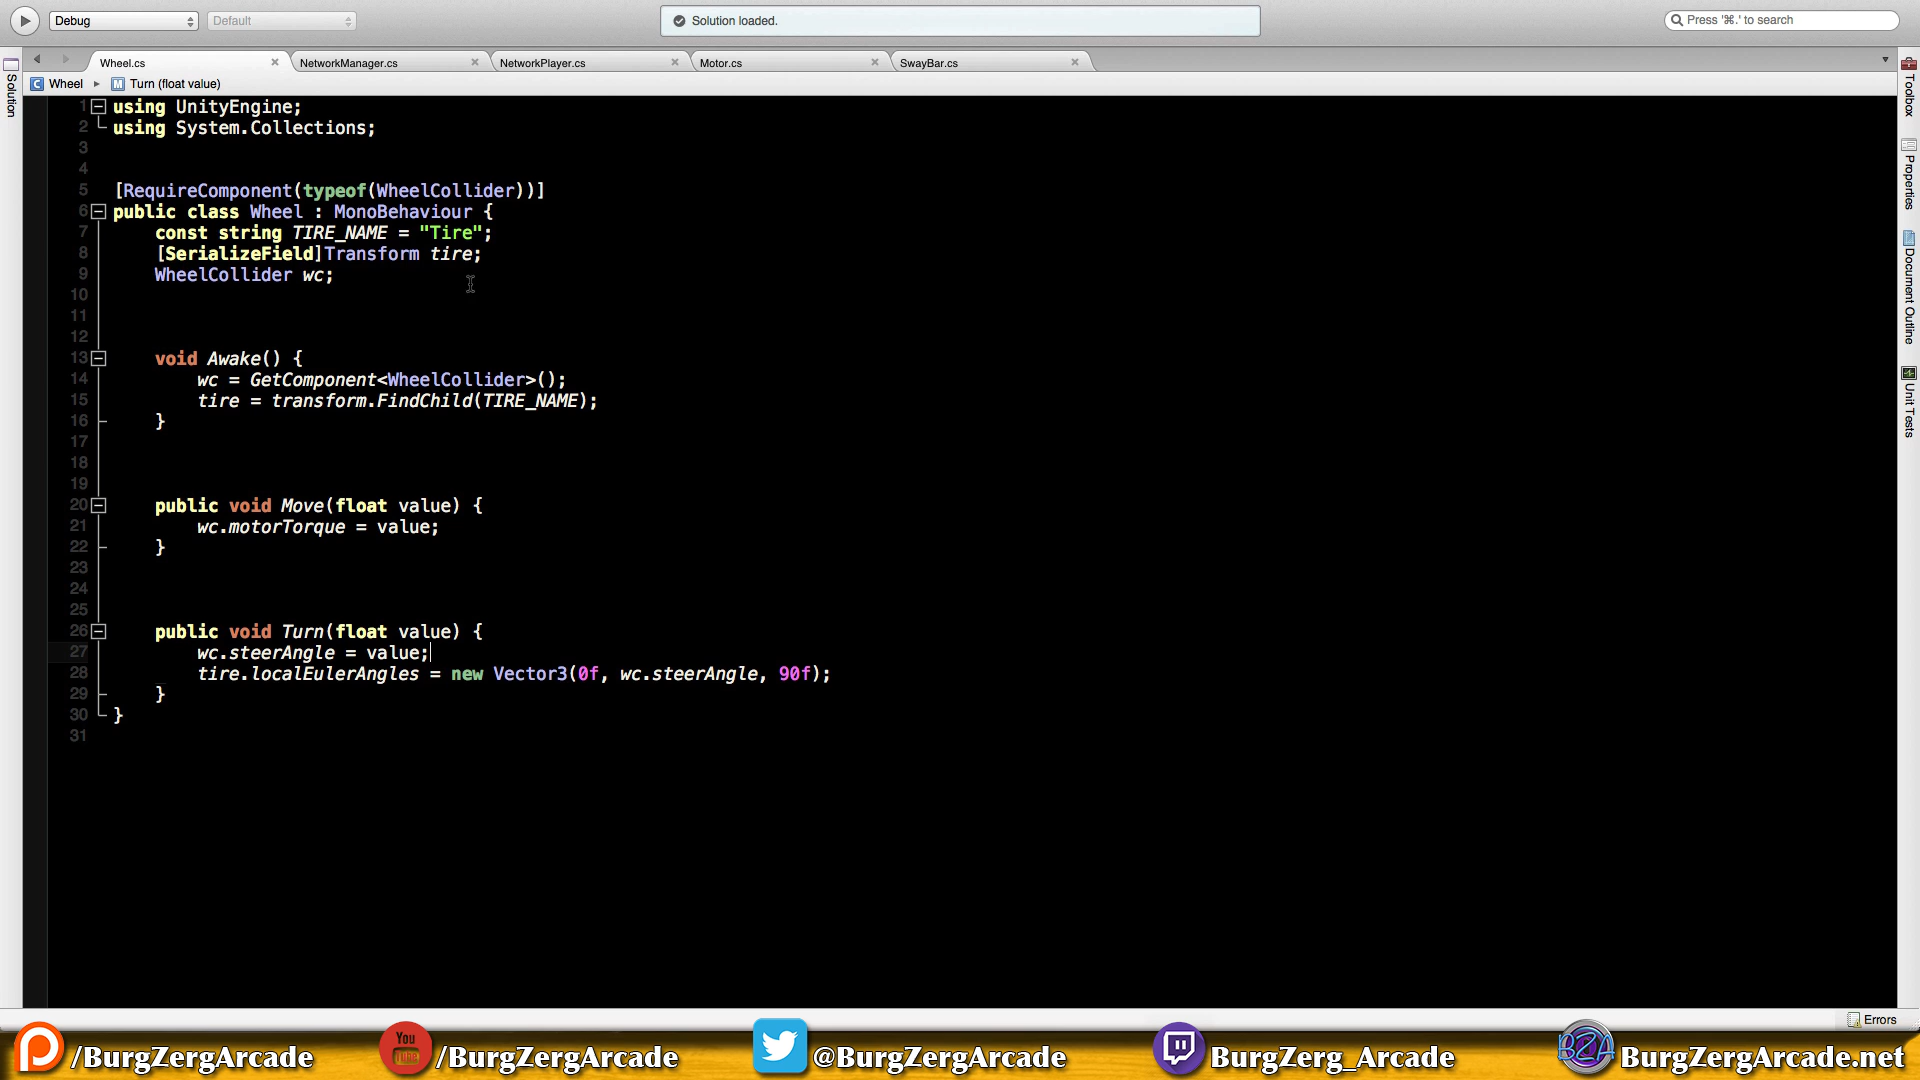 Debug
Default
Solution loaded.
Press '⌘.' to search
Wheel.cs
NetworkManager.cs
NetworkPlayer.cs
Motor.cs
SwayBar.cs
Wheel
Turn (float value)
Solution
Toolbox
Properties
Document Outline
Unit Tests
1 using UnityEngine;
2 using System.Collections;
3
4
5 [RequireComponent(typeof(WheelCollider))]
6 public class Wheel : MonoBehaviour {
7 const string TIRE_NAME = "Tire";
8 [SerializeField]Transform tire;
9 WheelCollider wc;
10
11
12
13 void Awake() {
14 wc = GetComponent<WheelCollider>();
15 tire = transform.FindChild(TIRE_NAME);
16 }
17
18
19
20 public void Move(float value) {
21 wc.motorTorque = value;
22 }
23
24
25
26 public void Turn(float value) {
27 wc.steerAngle = value;
28 tire.localEulerAngles = new Vector3(0f, wc.steerAngle, 90f);
29 }
30 }
31
Errors
/BurgZergArcade
You
Tube
/BurgZergArcade
@BurgZergArcade
BurgZerg_Arcade
BZA
BurgZergArcade.net